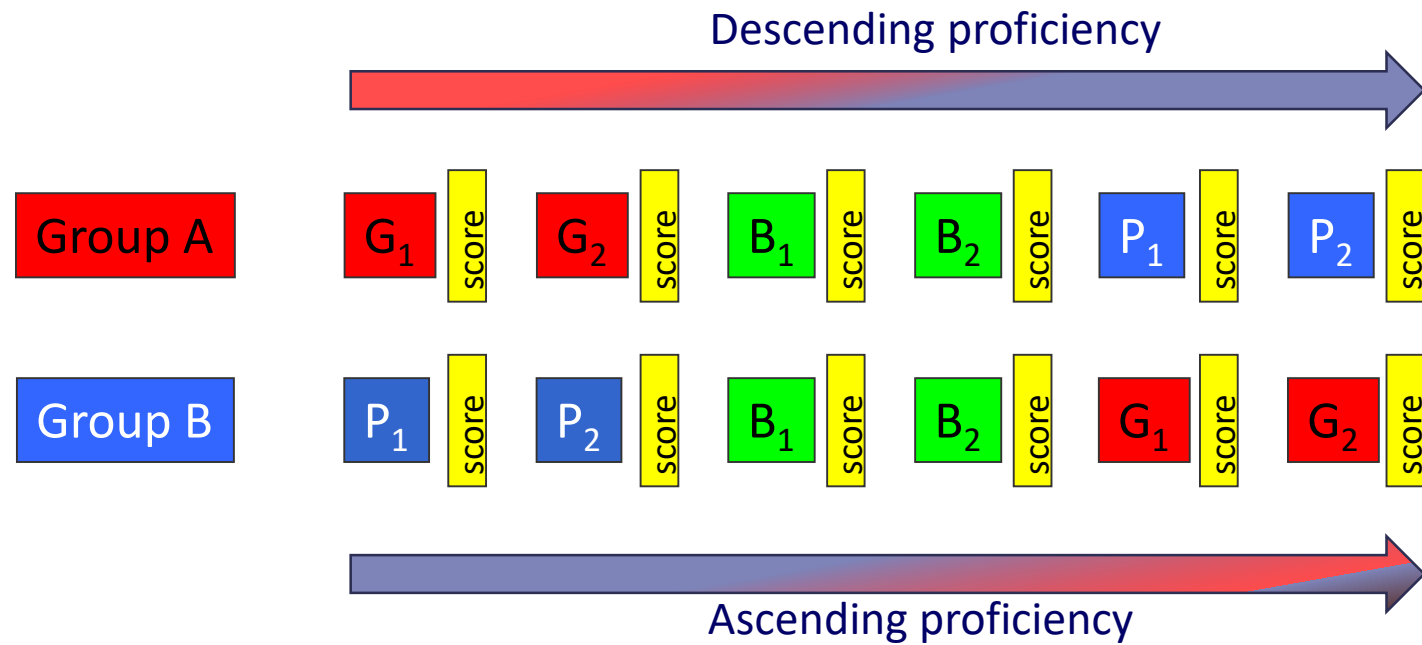 Descending proficiency
Group A G₁ score G₂ score B₁ score B₂ score P₁ score P₂ score
Group B P₁ score P₂ score B₁ score B₂ score G₁ score G₂ score
Ascending proficiency